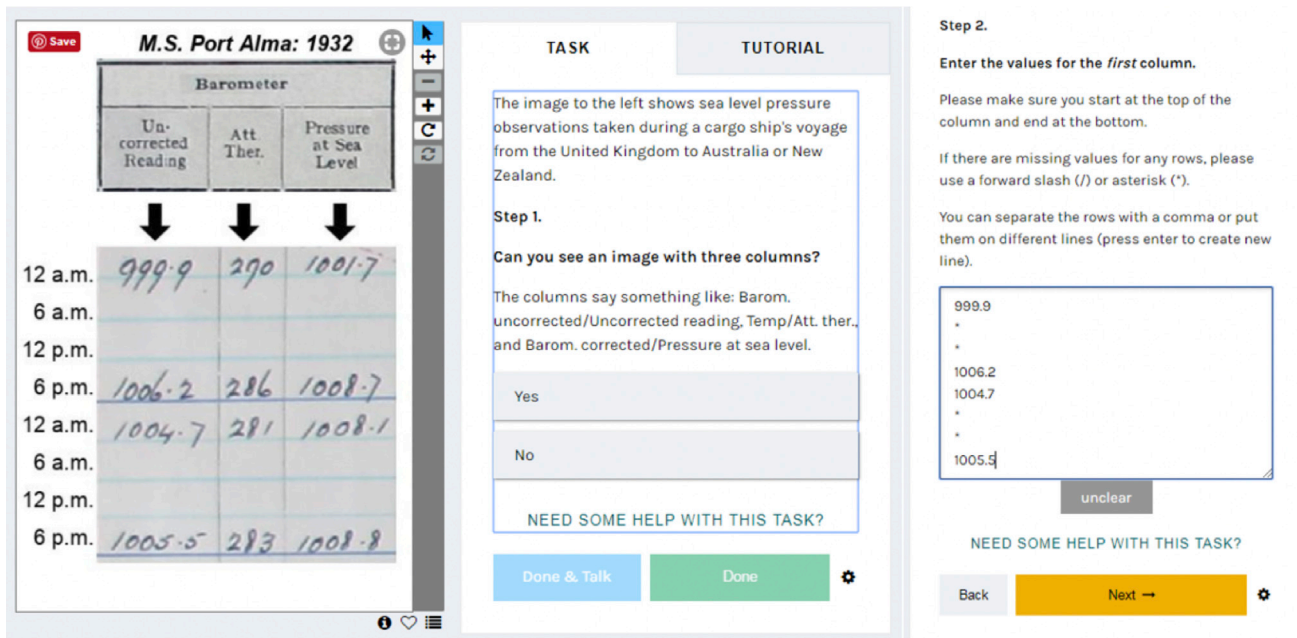 Save
M.S. Port Alma: 1932
Barometer
Un-
corrected
Reading
Att.
Ther.
Pressure
at Sea
Level
12 a.m. 999.9 270 1001.7
6 a.m.
12 p.m.
6 p.m. 1006.2 286 1008.7
12 a.m. 1004.7 281 1008.1
6 a.m.
12 p.m.
6 p.m. 1005.5 283 1008.8
TASK
TUTORIAL
The image to the left shows sea level pressure
observations taken during a cargo ship's voyage
from the United Kingdom to Australia or New
Zealand.
Step 1.
Can you see an image with three columns?
The columns say something like: Barom.
uncorrected/Uncorrected reading, Temp/Att. ther.,
and Barom. corrected/Pressure at sea level.
Yes
No
NEED SOME HELP WITH THIS TASK?
Done & Talk
Done
Step 2.
Enter the values for the first column.
Please make sure you start at the top of the
column and end at the bottom.
If there are missing values for any rows, please
use a forward slash (/) or asterisk (*).
You can separate the rows with a comma or put
them on different lines (press enter to create new
line).
999.9
*
*
1006.2
1004.7
*
*
1005.5
unclear
NEED SOME HELP WITH THIS TASK?
Back
Next →